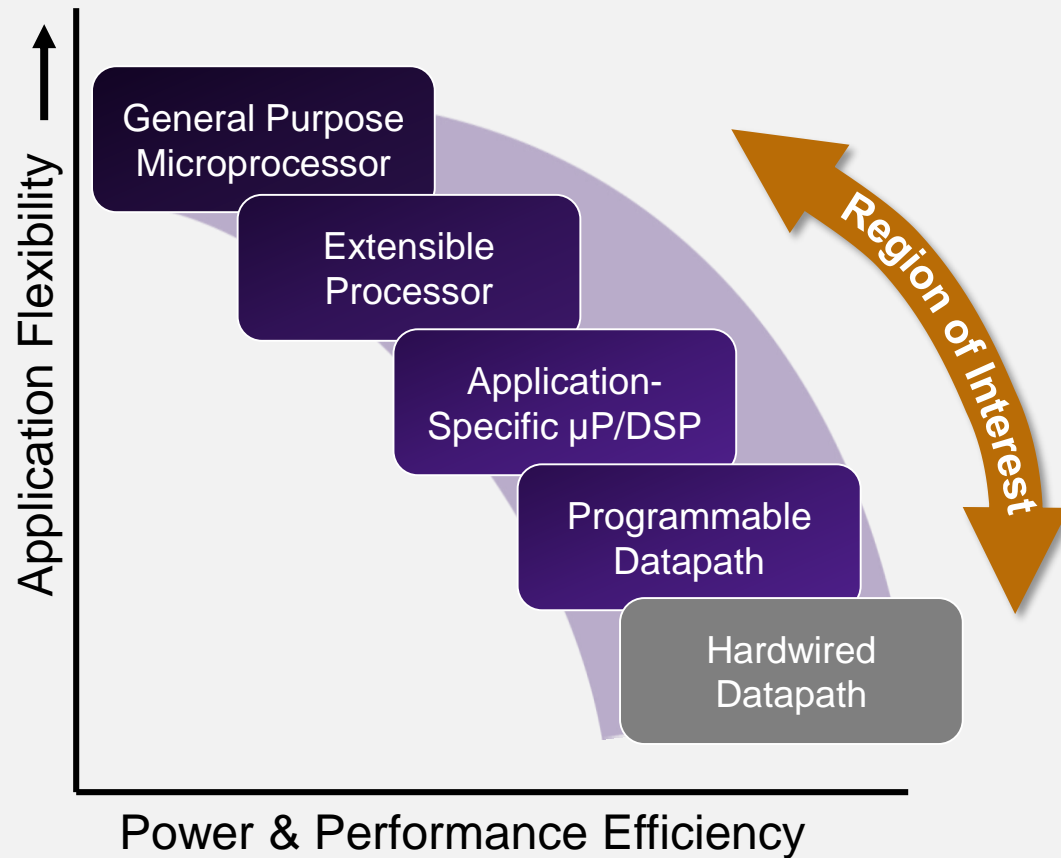 Application Flexibility
General Purpose
Microprocessor
Extensible
Processor
Application-
Specific µP/DSP
Programmable
Datapath
Hardwired
Datapath
Region of Interest
Power & Performance Efficiency